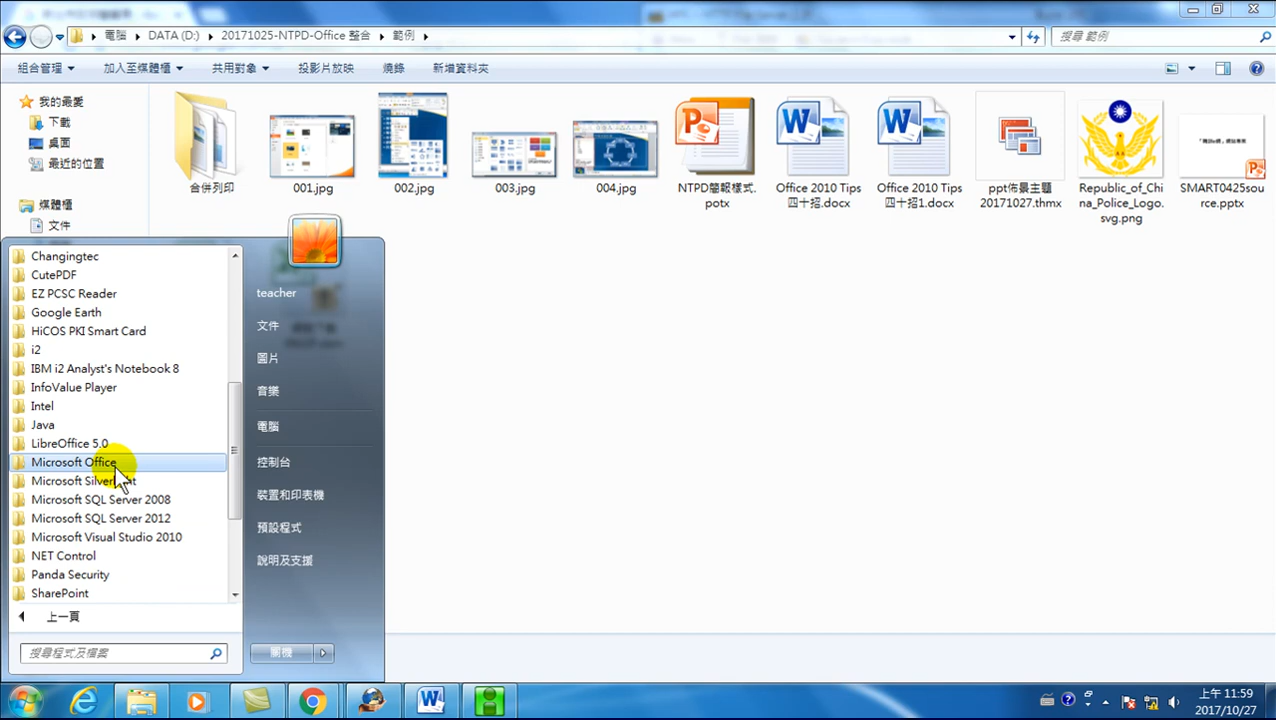 電腦 ▸ DATA (D:) ▸ 20171025-NTPD-Office 整合 ▸ 範例 ▸
搜尋 範例
組合管理 加入至媒體櫃 共用對象 投影片放映 燒錄 新增資料夾
我的最愛
下載
桌面
最近的位置
媒體櫃
文件
合併列印
001.jpg
002.jpg
003.jpg
004.jpg
NTPD簡報樣式.
potx
Office 2010 Tips
四十招.docx
Office 2010 Tips
四十招1.docx
ppt佈景主題
20171027.thmx
Republic_of_Chi
na_Police_Logo.
svg.png
SMART0425sou
rce.pptx
Changingtec
CutePDF
EZ PCSC Reader
Google Earth
HiCOS PKI Smart Card
i2
IBM i2 Analyst's Notebook 8
InfoValue Player
Intel
Java
LibreOffice 5.0
Microsoft Office
Microsoft Silverlight
Microsoft SQL Server 2008
Microsoft SQL Server 2012
Microsoft Visual Studio 2010
NET Control
Panda Security
SharePoint
上一頁
搜尋程式及檔案
teacher
文件
圖片
音樂
電腦
控制台
裝置和印表機
預設程式
說明及支援
關機
上午 11:59
2017/10/27